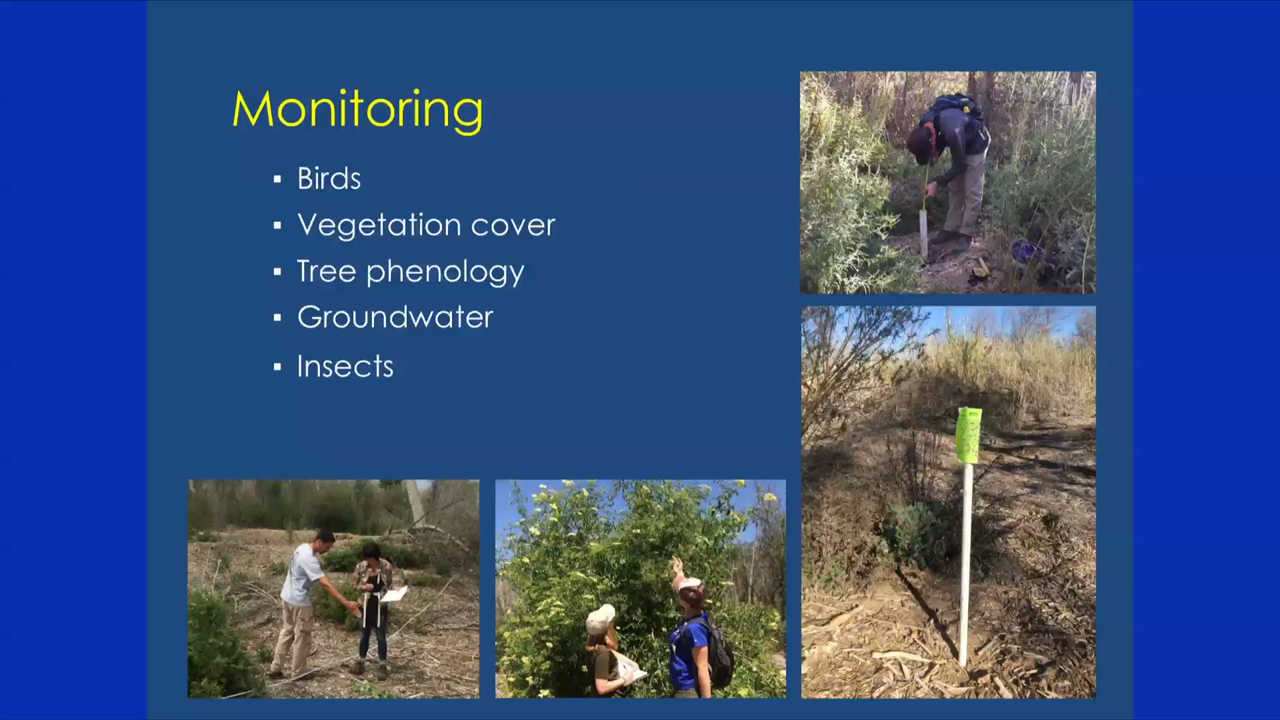 Monitoring
▪ Birds
▪ Vegetation cover
▪ Tree phenology
▪ Groundwater
▪ Insects